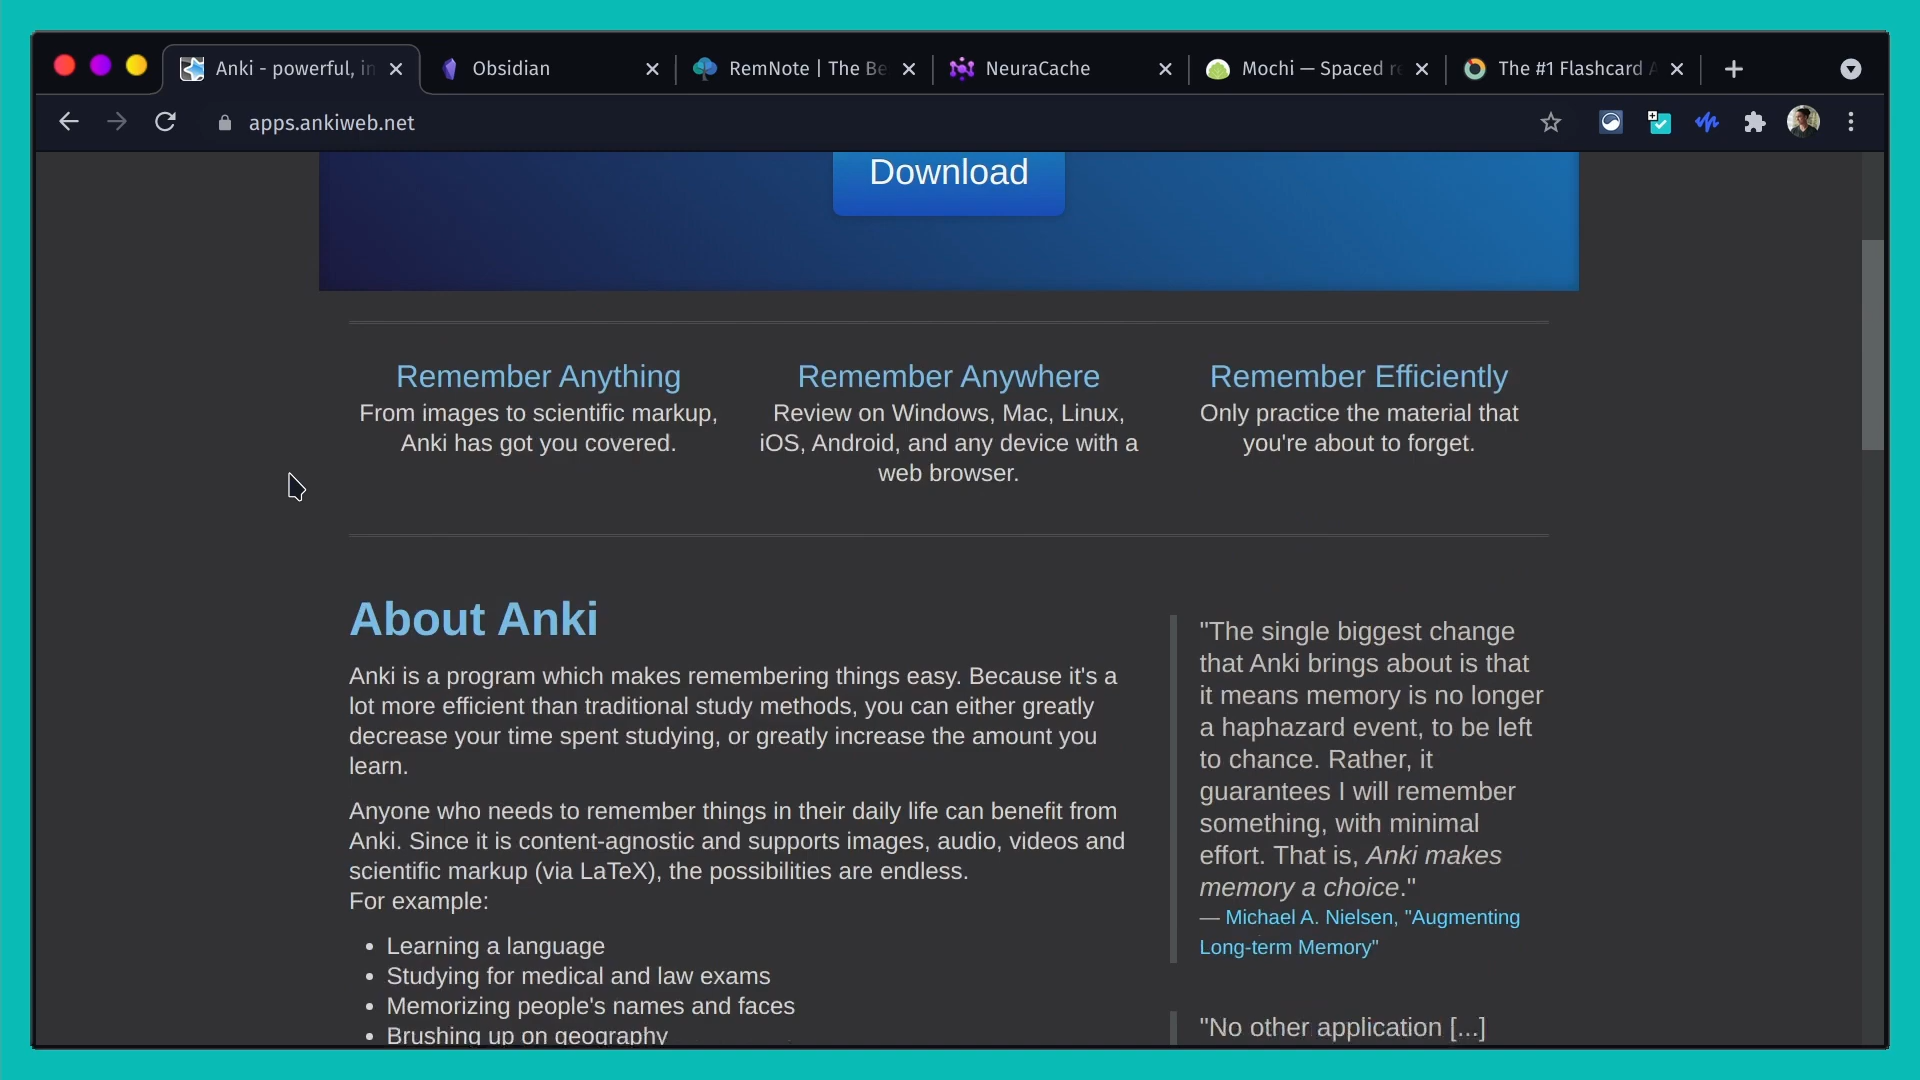 Anki - powerful, in
Obsidian
RemNote | The Be
NeuraCache
Mochi — Spaced re
The #1 Flashcard A
apps.ankiweb.net
Download
Remember Anything
From images to scientific markup,
Anki has got you covered.
Remember Anywhere
Review on Windows, Mac, Linux,
iOS, Android, and any device with a
web browser.
Remember Efficiently
Only practice the material that
you're about to forget.
About Anki
Anki is a program which makes remembering things easy. Because it's a
lot more efficient than traditional study methods, you can either greatly
decrease your time spent studying, or greatly increase the amount you
learn.
Anyone who needs to remember things in their daily life can benefit from
Anki. Since it is content-agnostic and supports images, audio, videos and
scientific markup (via LaTeX), the possibilities are endless.
For example:
• Learning a language
• Studying for medical and law exams
• Memorizing people's names and faces
• Brushing up on geography
"The single biggest change
that Anki brings about is that
it means memory is no longer
a haphazard event, to be left
to chance. Rather, it
guarantees I will remember
something, with minimal
effort. That is, Anki makes
memory a choice."
— Michael A. Nielsen, "Augmenting
Long-term Memory"
"No other application [...]